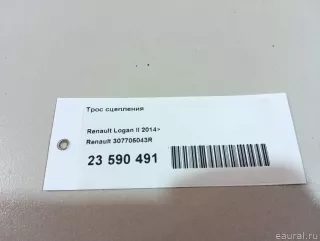 Трос сцепления
Renault Logan II 2014>
Renault 307705043R
23 590 491
eaural.ru